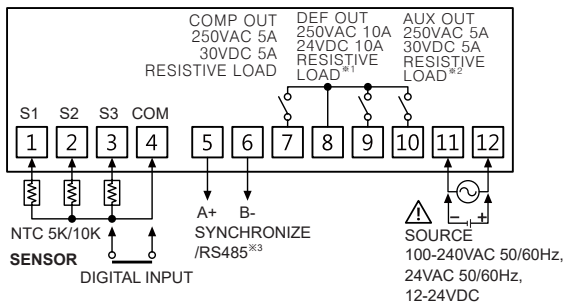 COMP OUT
250VAC 5A
30VDC 5A
RESISTIVE LOAD
DEF OUT
250VAC 10A
24VDC 10A
RESISTIVE
LOAD※1
AUX OUT
250VAC 5A
30VDC 5A
RESISTIVE
LOAD※2
S1 S2 S3 COM
1 2 3 4 5 6 7 8 9 10 11 12
A+ B-
SYNCHRONIZE
/RS485※3
NTC 5K/10K
SENSOR
DIGITAL INPUT
− +
SOURCE
100-240VAC 50/60Hz,
24VAC 50/60Hz,
12-24VDC